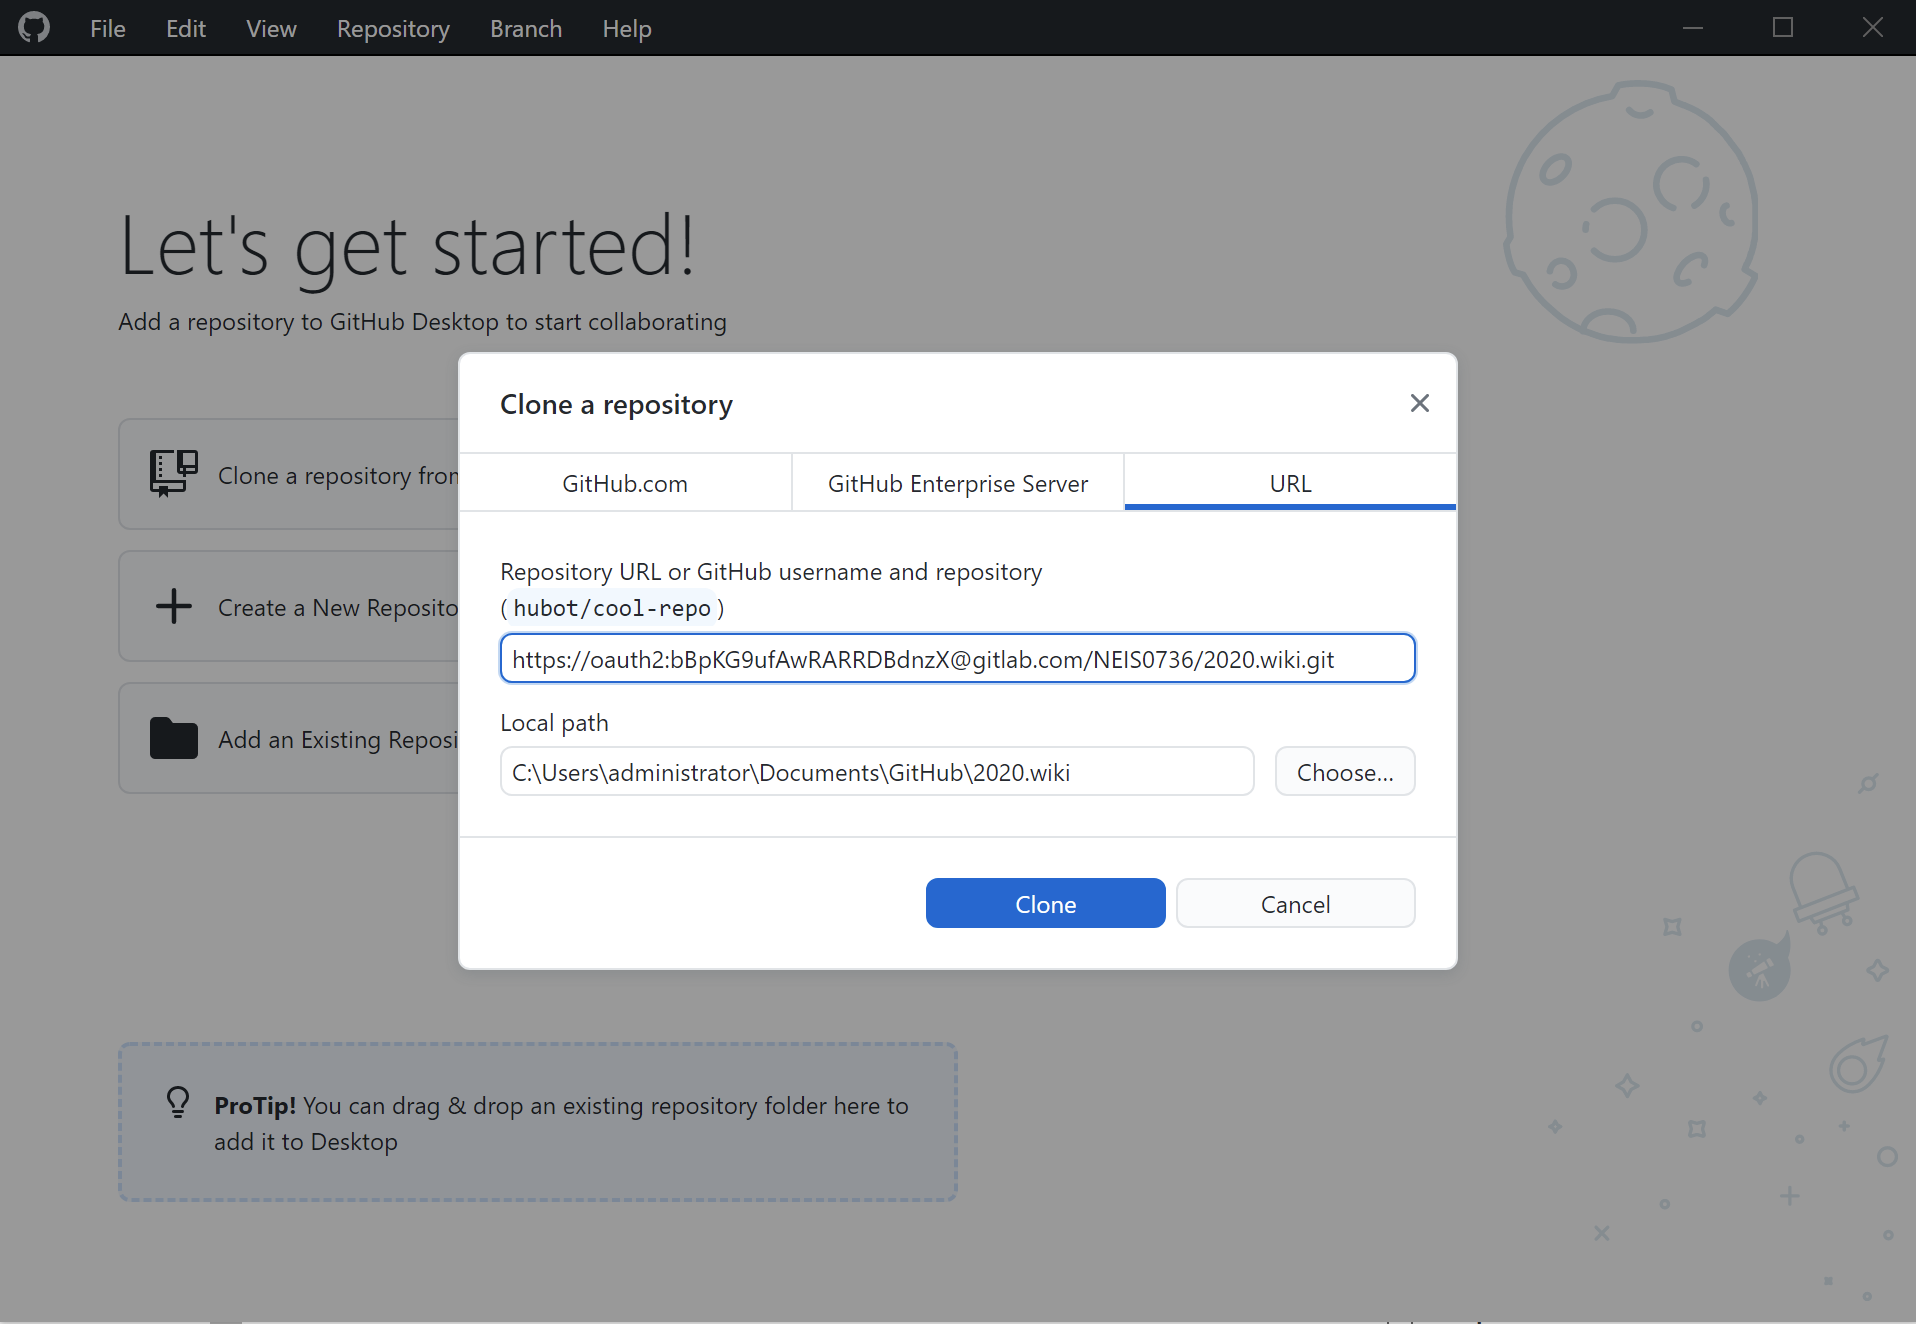 File Edit View Repository Branch Help
Let's get started!
Add a repository to GitHub Desktop to start collaborating
Clone a repository from
Create a New Reposito
Add an Existing Reposi
Clone a repository
GitHub.com GitHub Enterprise Server URL
Repository URL or GitHub username and repository
(hubot/cool-repo)
https://oauth2:bBpKG9ufAwRARRDBdnzX@gitlab.com/NEIS0736/2020.wiki.git
Local path
C:\Users\administrator\Documents\GitHub\2020.wiki Choose...
Clone Cancel
ProTip! You can drag & drop an existing repository folder here to
add it to Desktop